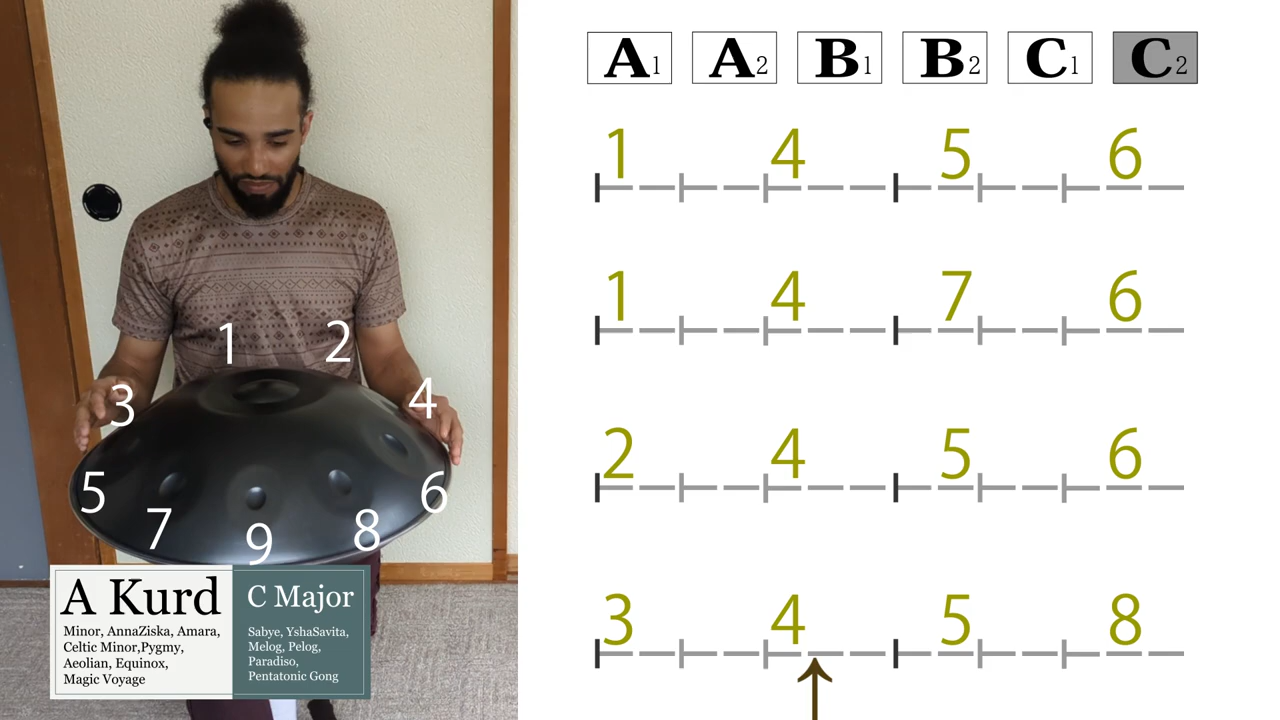 A1 A2 B1 B2 C1 C2
1 4 5 6
1 4 7 6
2 4 5 6
3 4 5 8
1 2
3 4
5 6
7 8
9
A Kurd
Minor, AnnaZiska, Amara,
Celtic Minor,Pygmy,
Aeolian, Equinox,
Magic Voyage
C Major
Sabye, YshaSavita,
Melog, Pelog,
Paradiso,
Pentatonic Gong